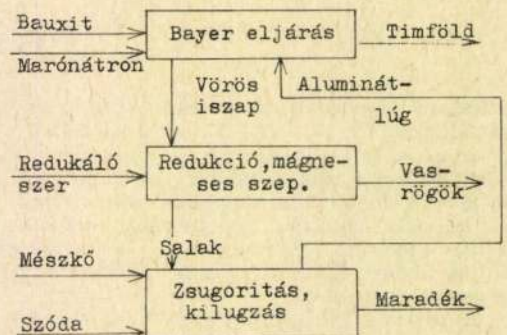 Bauxit
Marónátron
Bayer eljárás
Timföld
Vörös
iszap
Aluminát-
lúg
Redukáló
szer
Redukció,mágne-
ses szep.
Vas-
rögök
Salak
Mészkő
Szóda
Zsugoritás,
kilugzás
Maradék